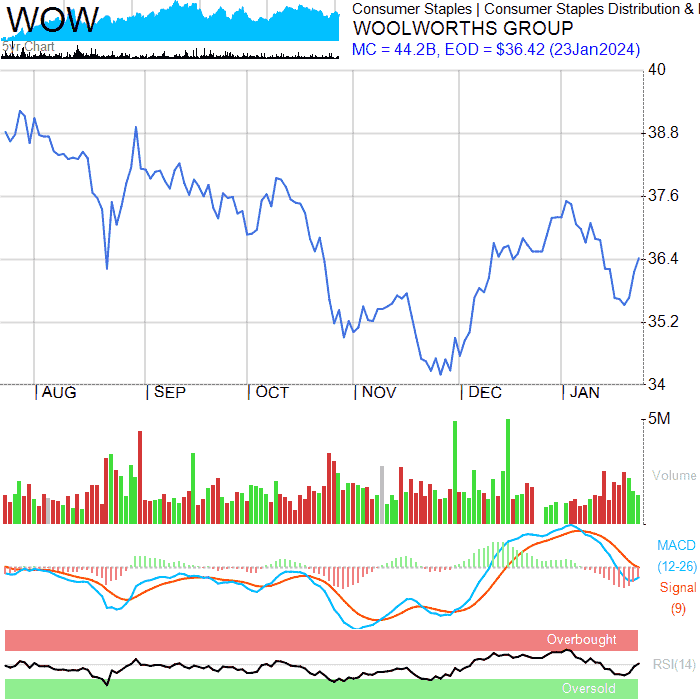 WOW
5yr Chart
Consumer Staples | Consumer Staples Distribution &
WOOLWORTHS GROUP
MC = 44.2B, EOD = $36.42 (23Jan2024)
40
38.8
37.6
36.4
35.2
34
| AUG | SEP | OCT | NOV | DEC | JAN
5M
Volume
MACD
(12-26)
Signal
(9)
Overbought
RSI(14)
Oversold